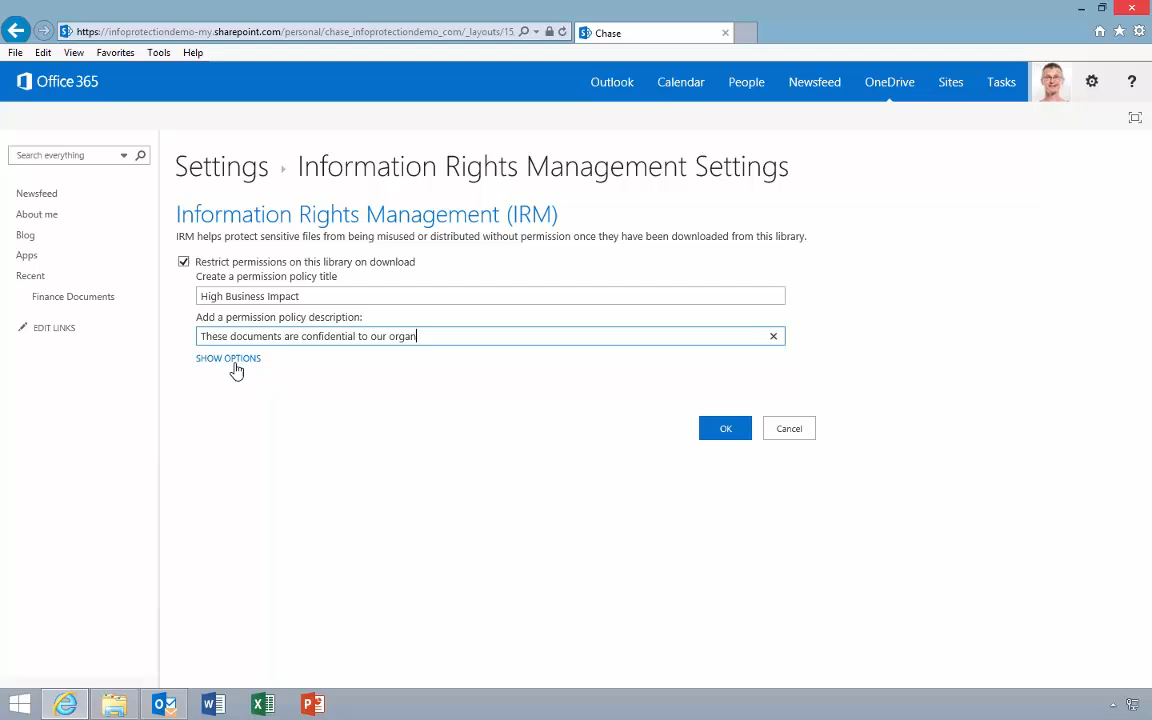 https://infoprotectiondemo-my.sharepoint.com/personal/chase_infoprotectiondemo_com/_layouts/15
Chase
File Edit View Favorites Tools Help
Office 365
Outlook Calendar People Newsfeed OneDrive Sites Tasks ?
Search everything
Settings Information Rights Management Settings
Newsfeed
About me
Blog
Apps
Recent
Finance Documents
EDIT LINKS
Information Rights Management (IRM)
IRM helps protect sensitive files from being misused or distributed without permission once they have been downloaded from this library.
Restrict permissions on this library on download
Create a permission policy title
High Business Impact
Add a permission policy description:
These documents are confidential to our organ
SHOW OPTIONS
OK Cancel